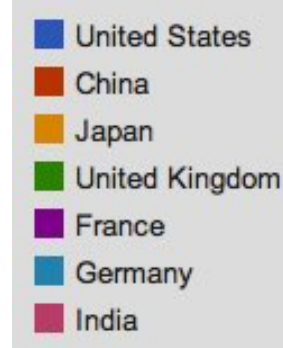 United States
China
Japan
United Kingdom
France
Germany
India